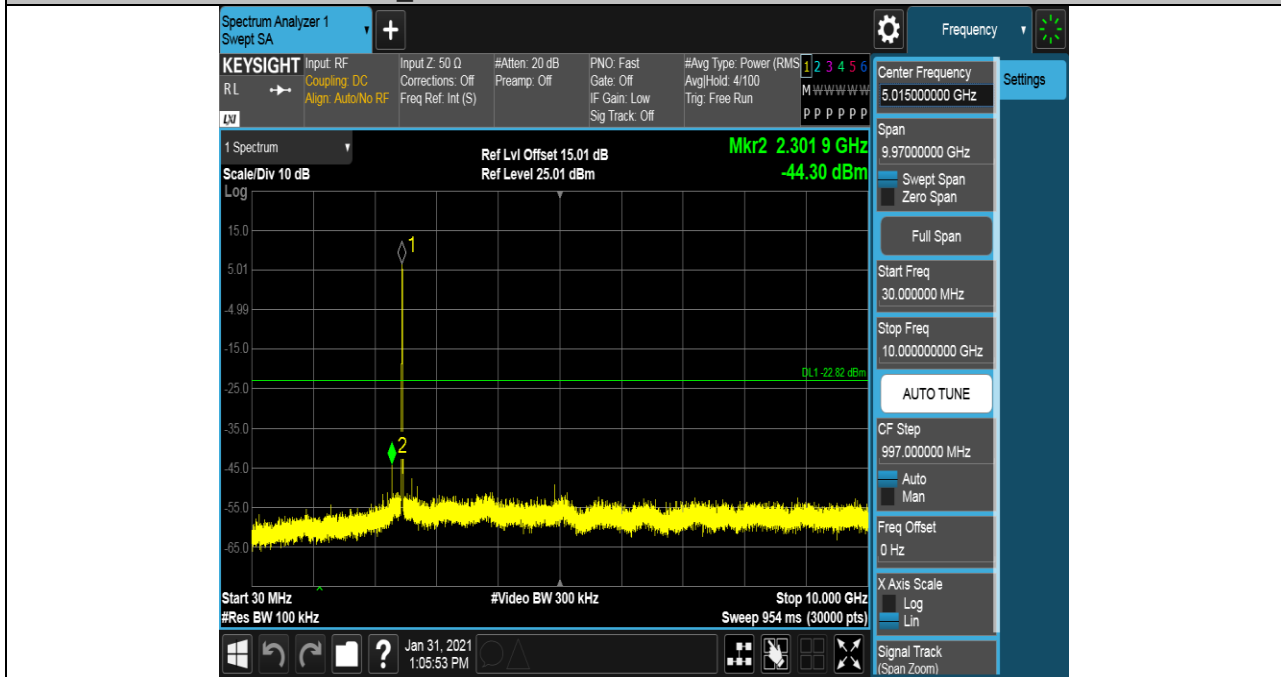 Spectrum Analyzer 1
Swept SA
+
Frequency
KEYSIGHT
RL
LXI
Input: RF
Coupling: DC
Align: Auto/No RF
Input Z: 50 Ω
Corrections: Off
Freq Ref: Int (S)
#Atten: 20 dB
Preamp: Off
PNO: Fast
Gate: Off
IF Gain: Low
Sig Track: Off
#Avg Type: Power (RMS
Avg|Hold: 4/100
Trig: Free Run
1 2 3 4 5 6
M W W W W W
P P P P P P
1 Spectrum
Scale/Div 10 dB
Ref Lvl Offset 15.01 dB
Ref Level 25.01 dBm
Mkr2 2.301 9 GHz
-44.30 dBm
Log
15.0
5.01
-4.99
-15.0
-25.0
-35.0
-45.0
-55.0
-65.0
1
2
DL1 -22.82 dBm
Start 30 MHz
#Res BW 100 kHz
#Video BW 300 kHz
Stop 10.000 GHz
Sweep 954 ms (30000 pts)
?
Jan 31, 2021
1:05:53 PM
Center Frequency
5.015000000 GHz
Span
9.97000000 GHz
Swept Span
Zero Span
Full Span
Start Freq
30.000000 MHz
Stop Freq
10.000000000 GHz
AUTO TUNE
CF Step
997.000000 MHz
Auto
Man
Freq Offset
0 Hz
X Axis Scale
Log
Lin
Signal Track
(Span Zoom)
Settings